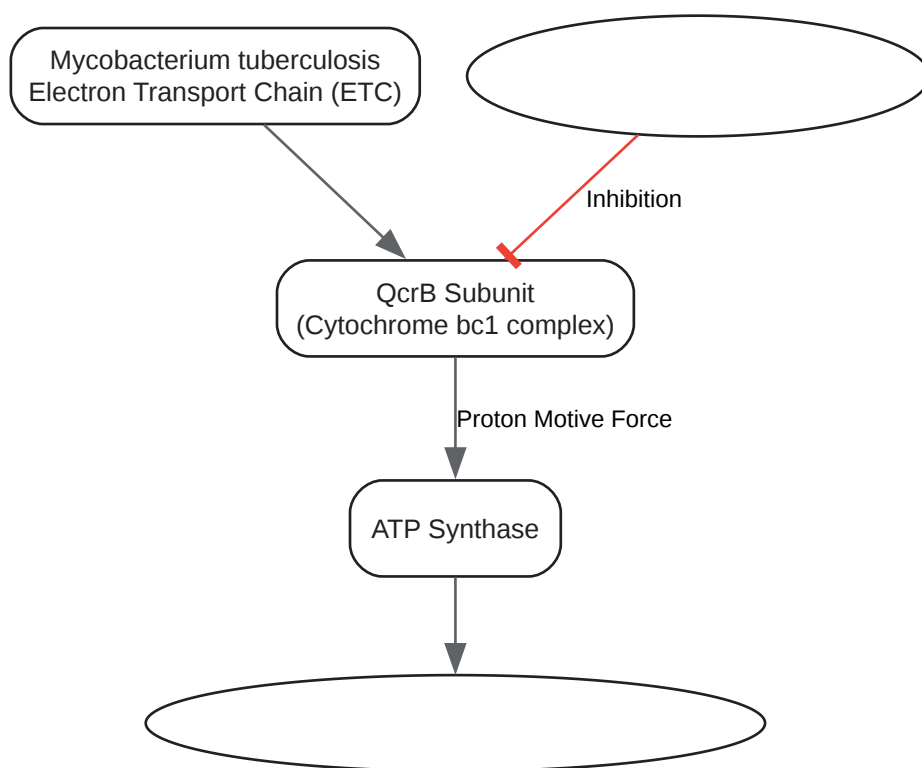 Mycobacterium tuberculosis
Electron Transport Chain (ETC)
Inhibition
QcrB Subunit
(Cytochrome bc1 complex)
Proton Motive Force
ATP Synthase